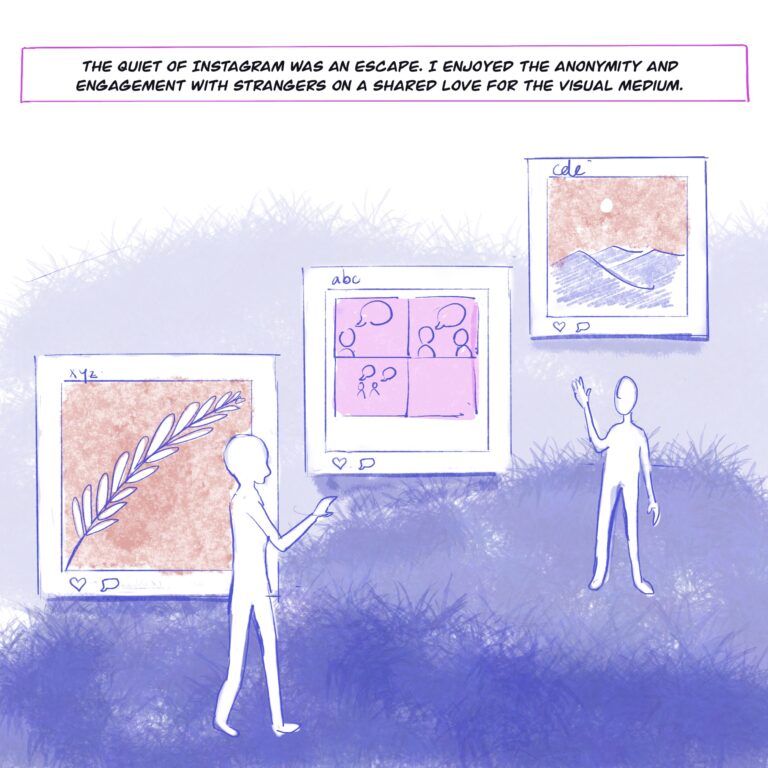 THE QUIET OF INSTAGRAM WAS AN ESCAPE. I ENJOYED THE ANONYMITY AND
ENGAGEMENT WITH STRANGERS ON A SHARED LOVE FOR THE VISUAL MEDIUM.
cde
abc
xyz